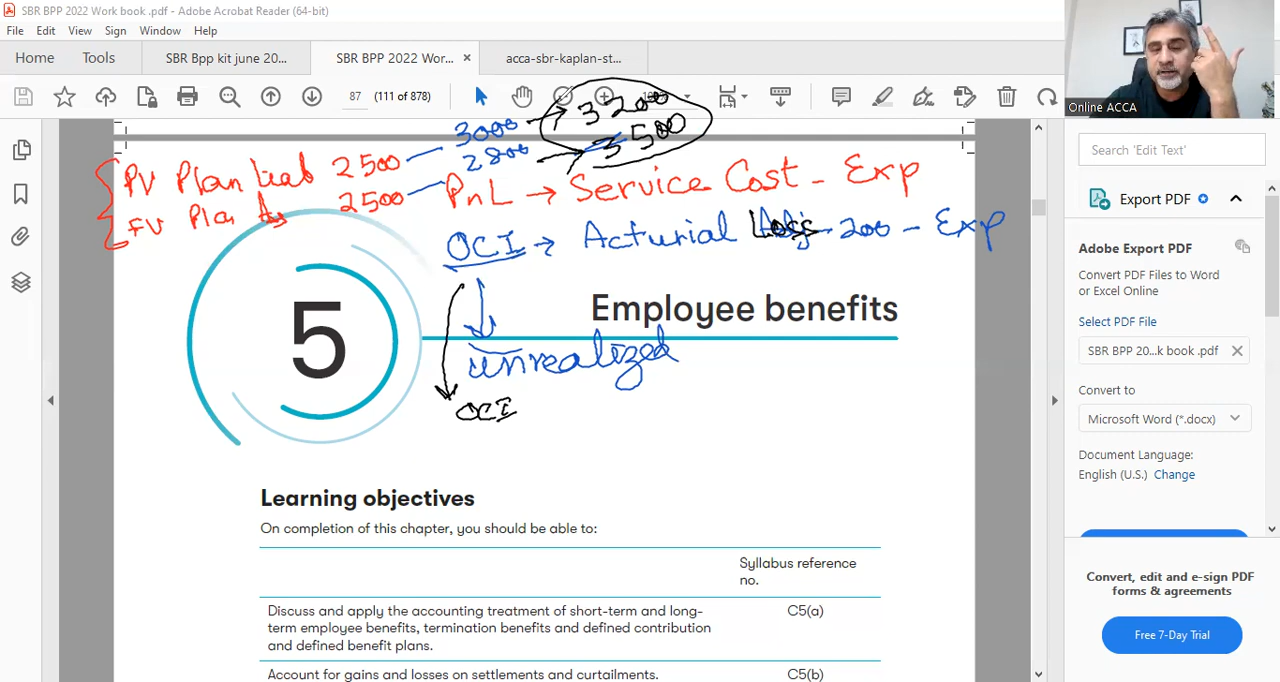 SBR BPP 2022 Work book .pdf - Adobe Acrobat Reader (64-bit)
File Edit View Sign Window Help
Home Tools SBR Bpp kit june 20... SBR BPP 2022 Wor... × acca-sbr-kaplan-st...
87 (111 of 878)
Online ACCA
3000 → 3200
2800 → 3500
PV Plan Liab 2500
FV Plan As 2500
PnL → Service Cost - Exp
OCI → Acturial Loss - 200 - Exp
unrealized
OCI
5
Employee benefits
Learning objectives
On completion of this chapter, you should be able to:
Syllabus reference
no.
Discuss and apply the accounting treatment of short-term and long-
term employee benefits, termination benefits and defined contribution
and defined benefit plans.
C5(a)
Account for gains and losses on settlements and curtailments.
C5(b)
Search 'Edit Text'
Export PDF
Adobe Export PDF
Convert PDF Files to Word
or Excel Online
Select PDF File
SBR BPP 20...k book .pdf
Convert to
Microsoft Word (*.docx)
Document Language:
English (U.S.) Change
Convert, edit and e-sign PDF
forms & agreements
Free 7-Day Trial